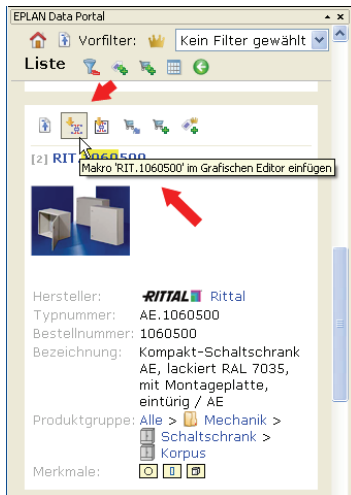 EPLAN Data Portal
Vorfilter: Kein Filter gewählt
Liste
[2] RIT.1060500
Makro 'RIT.1060500' im Grafischen Editor einfügen
Hersteller: RITTAL Rittal
Typnummer: AE.1060500
Bestellnummer: 1060500
Bezeichnung: Kompakt-Schaltschrank
AE, lackiert RAL 7035,
mit Montageplatte,
eintürig / AE
Produktgruppe: Alle > Mechanik >
Schaltschrank >
Korpus
Merkmale: